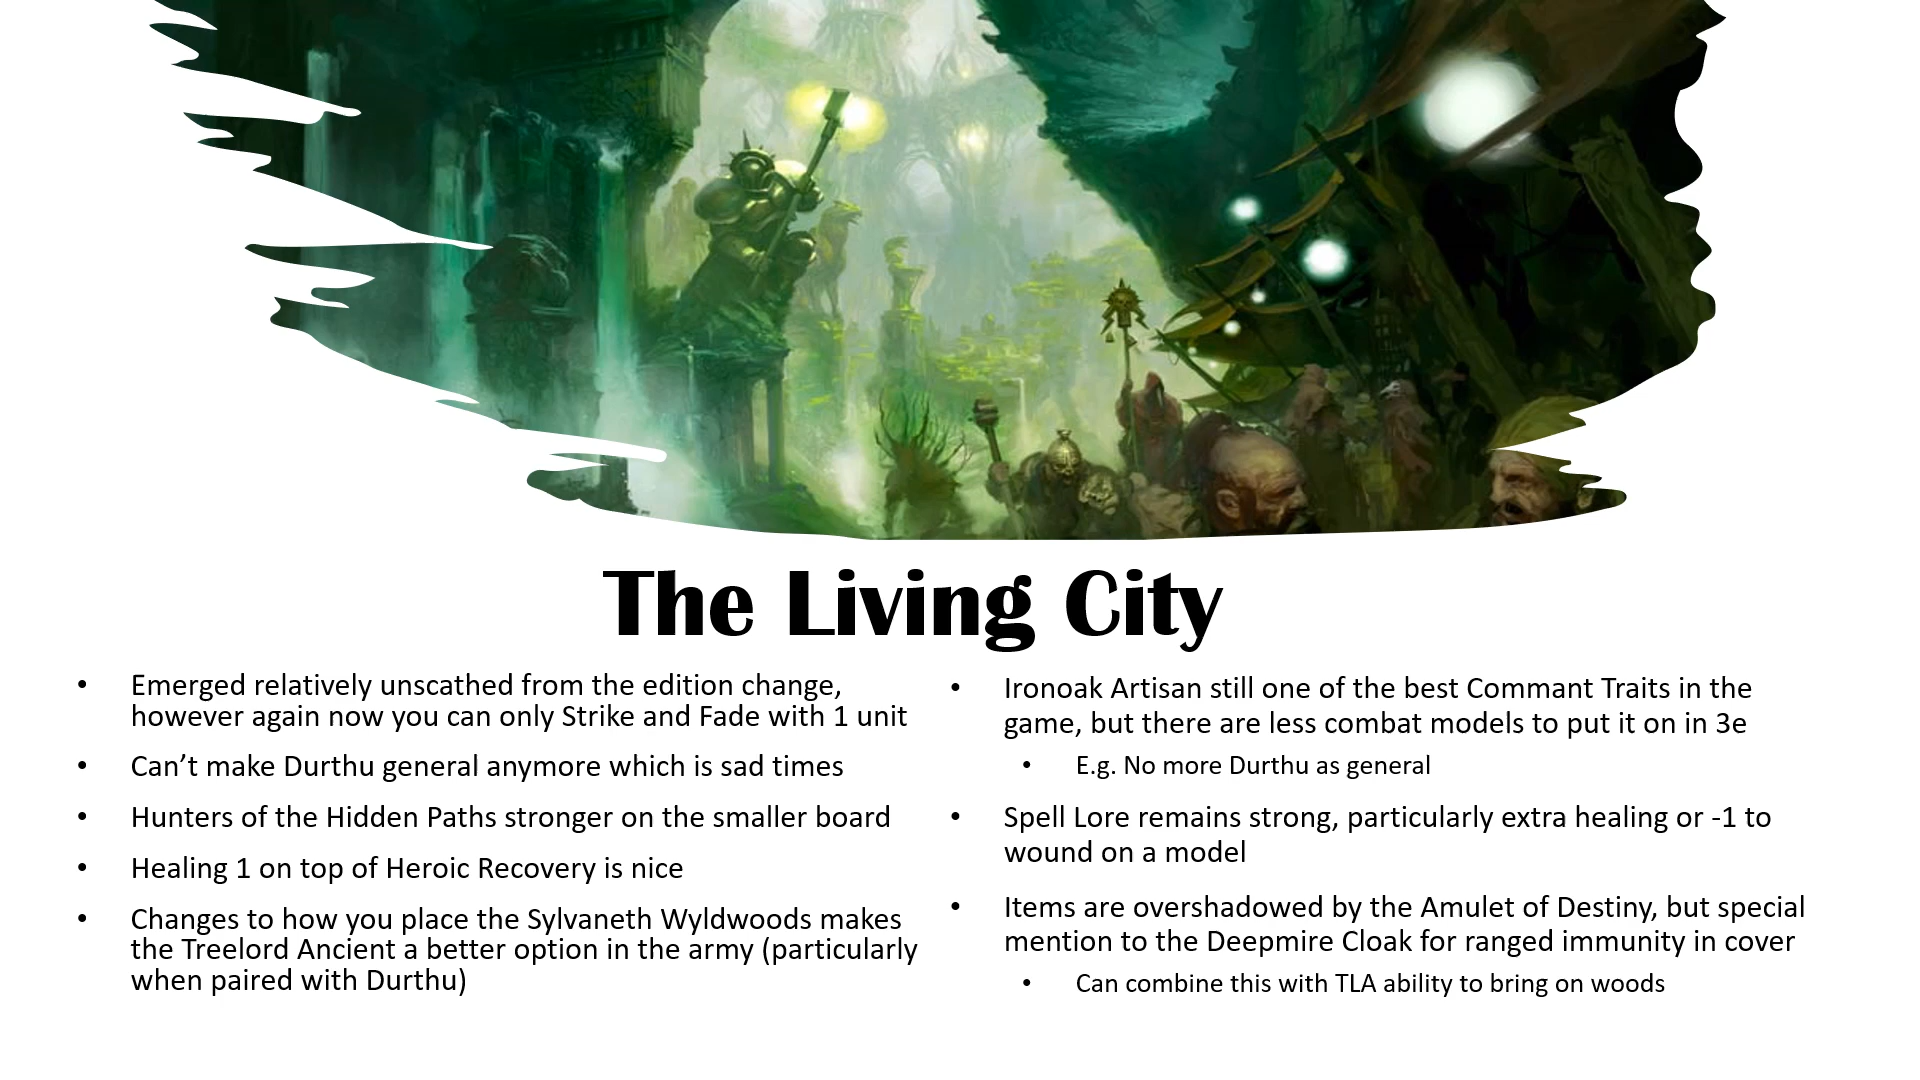 The Living City
• Emerged relatively unscathed from the edition change,
however again now you can only Strike and Fade with 1 unit
• Can’t make Durthu general anymore which is sad times
• Hunters of the Hidden Paths stronger on the smaller board
• Healing 1 on top of Heroic Recovery is nice
• Changes to how you place the Sylvaneth Wyldwoods makes
the Treelord Ancient a better option in the army (particularly
when paired with Durthu)
• Ironoak Artisan still one of the best Commant Traits in the
game, but there are less combat models to put it on in 3e
• E.g. No more Durthu as general
• Spell Lore remains strong, particularly extra healing or -1 to
wound on a model
• Items are overshadowed by the Amulet of Destiny, but special
mention to the Deepmire Cloak for ranged immunity in cover
• Can combine this with TLA ability to bring on woods